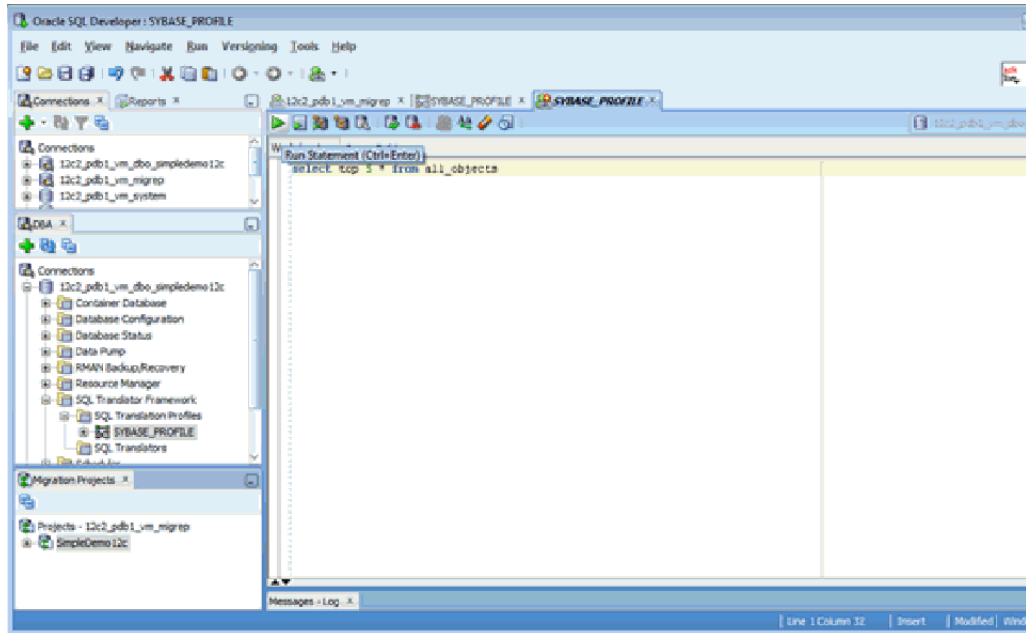 Oracle SQL Developer : SYBASE_PROFILE
File Edit View Navigate Run Versioning Tools Help
Connections Reports
12c2_pdb1_vm_migrep SYBASE_PROFILE SYBASE_PROFILE
Run Statement (Ctrl+Enter)
select top 5 * from all_objects
Connections
12c2_pdb1_vm_dbo_simpledemo12c
12c2_pdb1_vm_migrep
12c2_pdb1_vm_system
DBA
Connections
12c2_pdb1_vm_dbo_simpledemo12c
Container Database
Database Configuration
Database Status
Data Pump
RMAN Backup/Recovery
Resource Manager
SQL Translator Framework
SQL Translation Profiles
SYBASE_PROFILE
SQL Translators
Migration Projects
Projects - 12c2_pdb1_vm_migrep
SimpleDemo12c
Messages - Log
Line 1 Column 32 Insert Modified